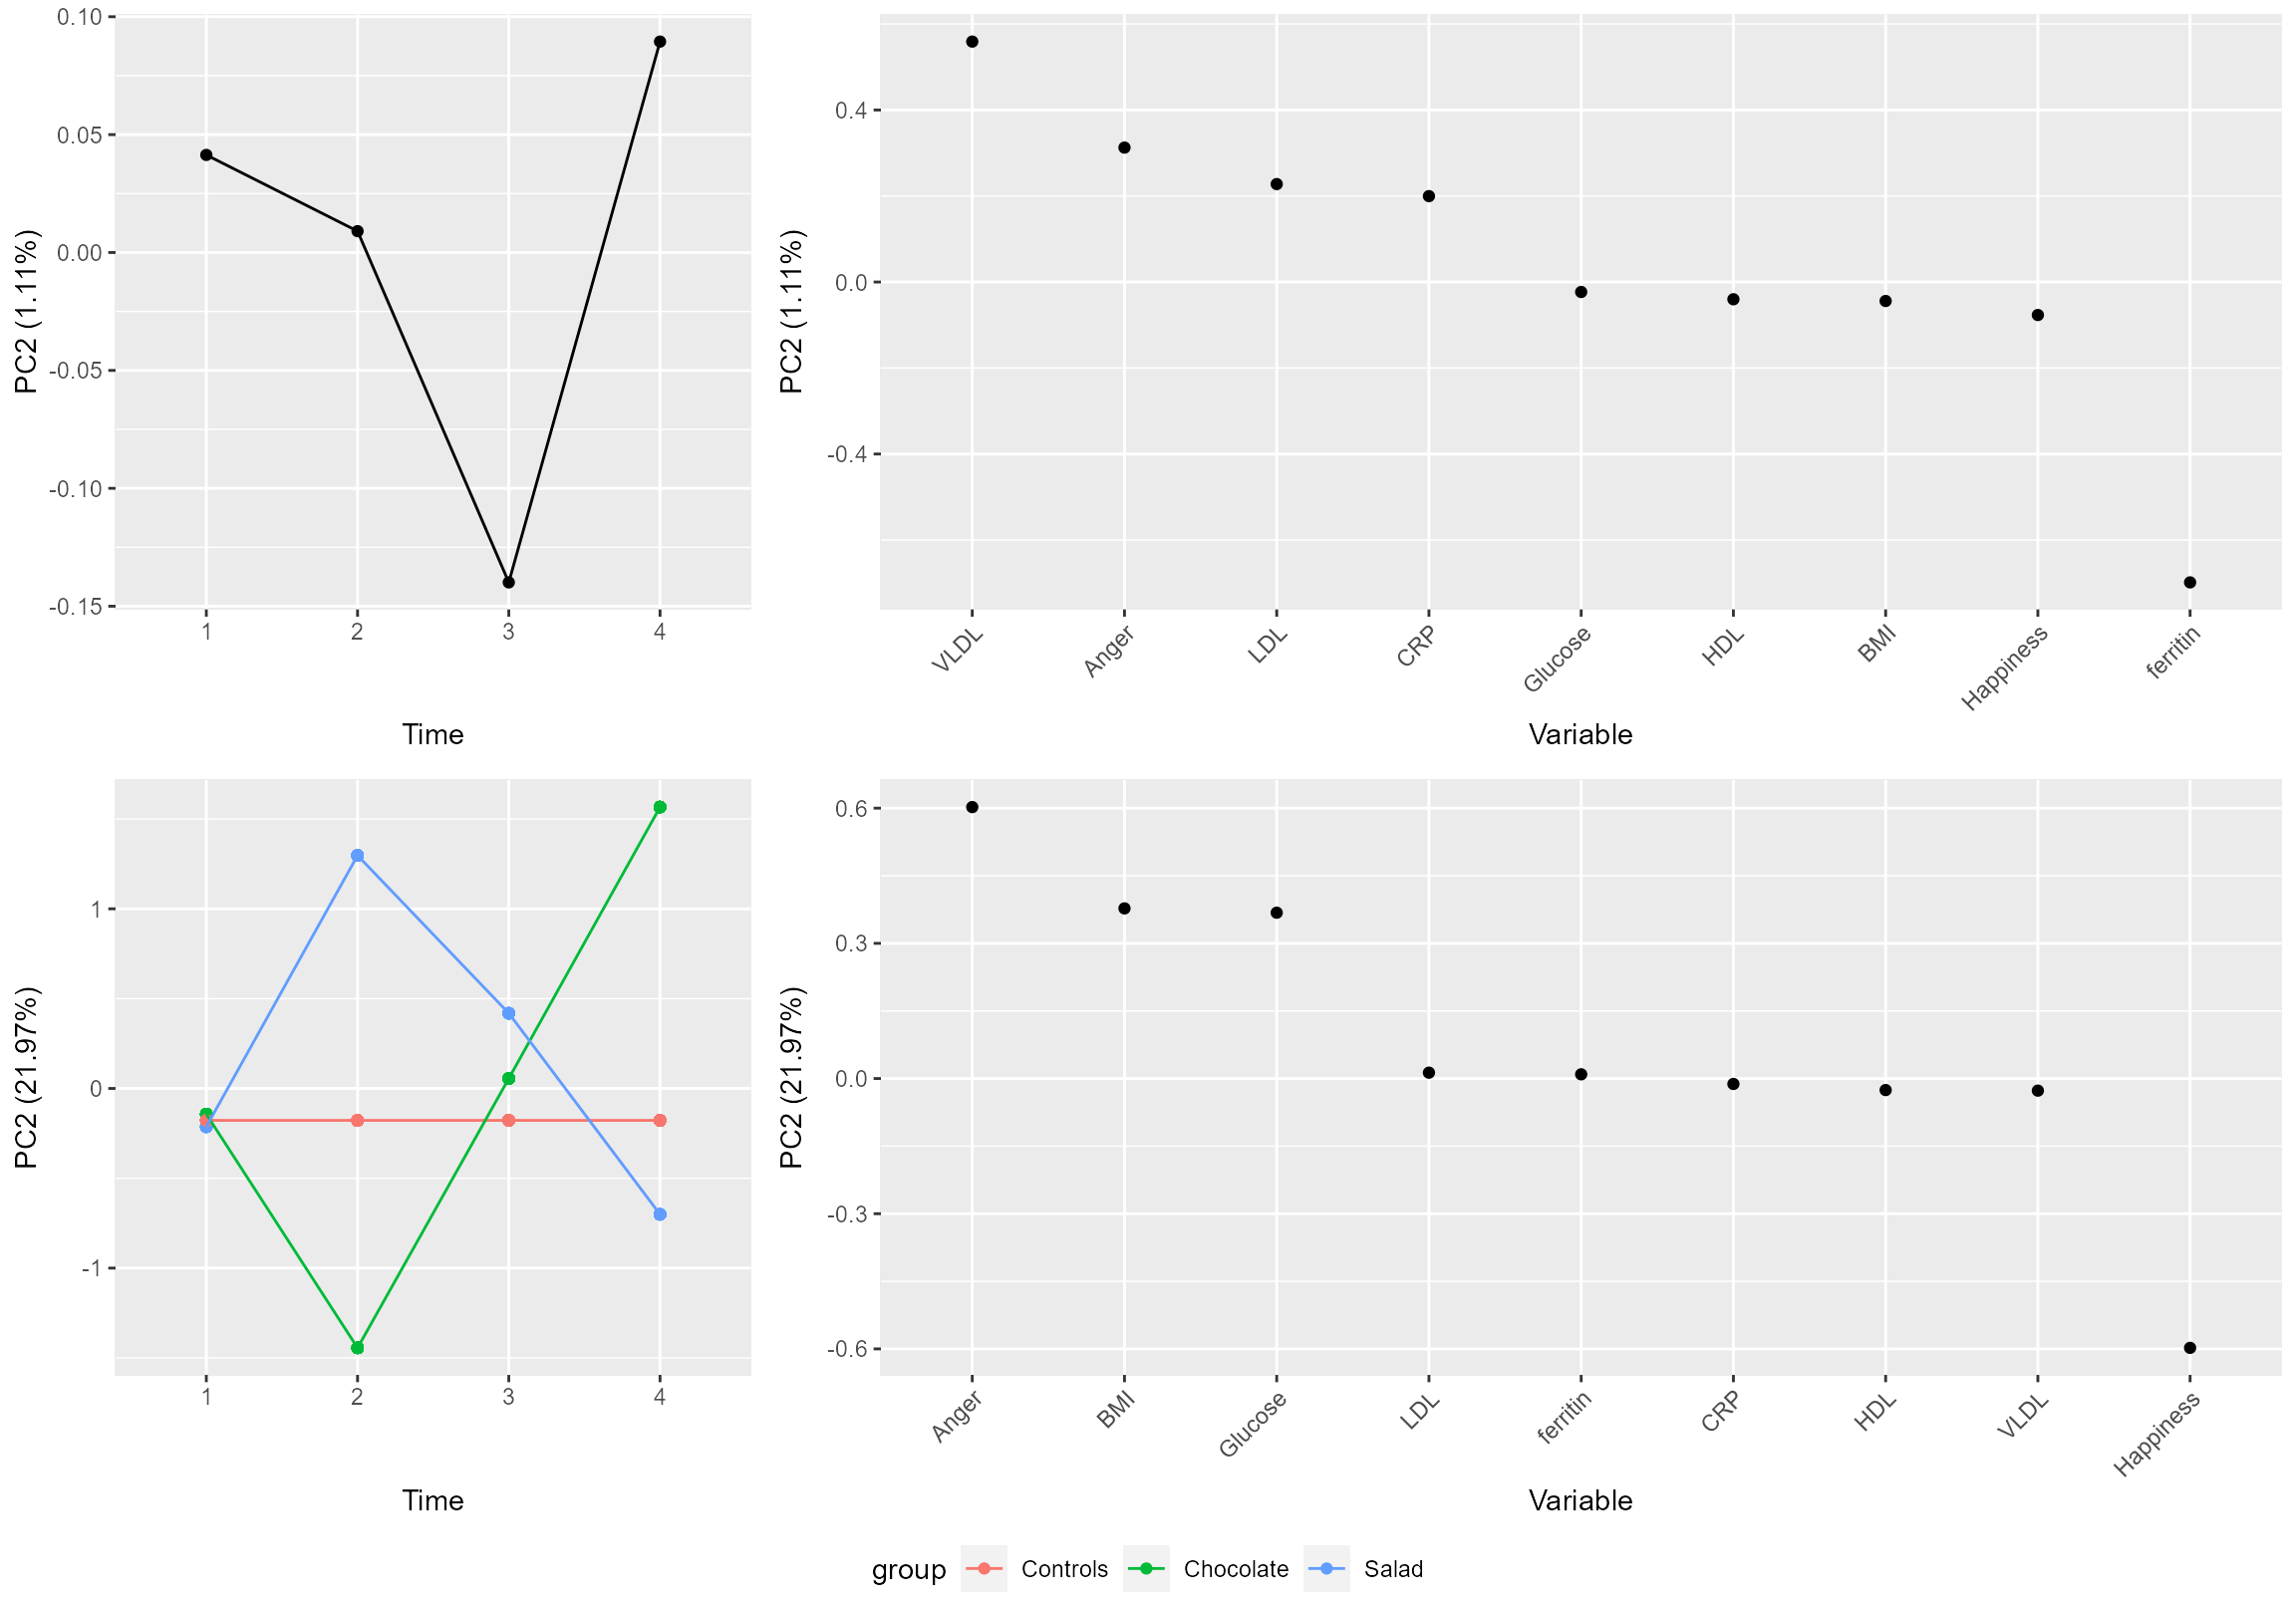 0.10
0.05
0.00
-0.05
-0.10
-0.15
PC2 (1.11%)
1 2 3 4
Time
0.4
0.0
-0.4
PC2 (1.11%)
VLDL Anger LDL CRP Glucose HDL BMI Happiness ferritin
Variable
1
0
-1
PC2 (21.97%)
1 2 3 4
Time
0.6
0.3
0.0
-0.3
-0.6
PC2 (21.97%)
Anger BMI Glucose LDL ferritin CRP HDL VLDL Happiness
Variable
group Controls Chocolate Salad